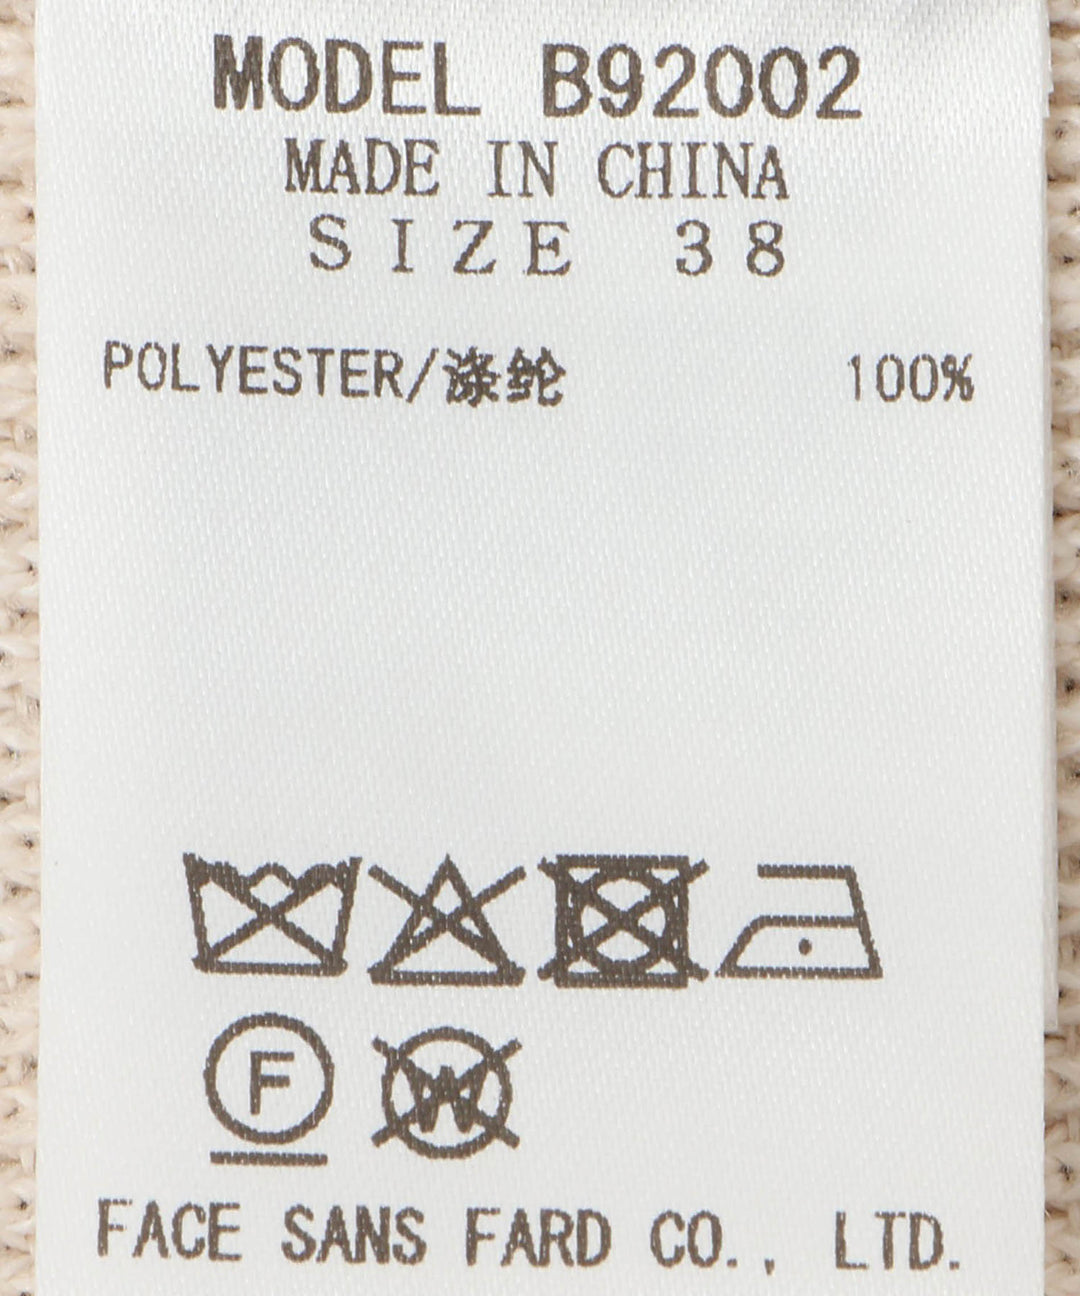 MODEL B92002
MADE IN CHINA
SIZE 38
POLYESTER/涤纶 100%
F W
FACE SANS FARD CO., LTD.